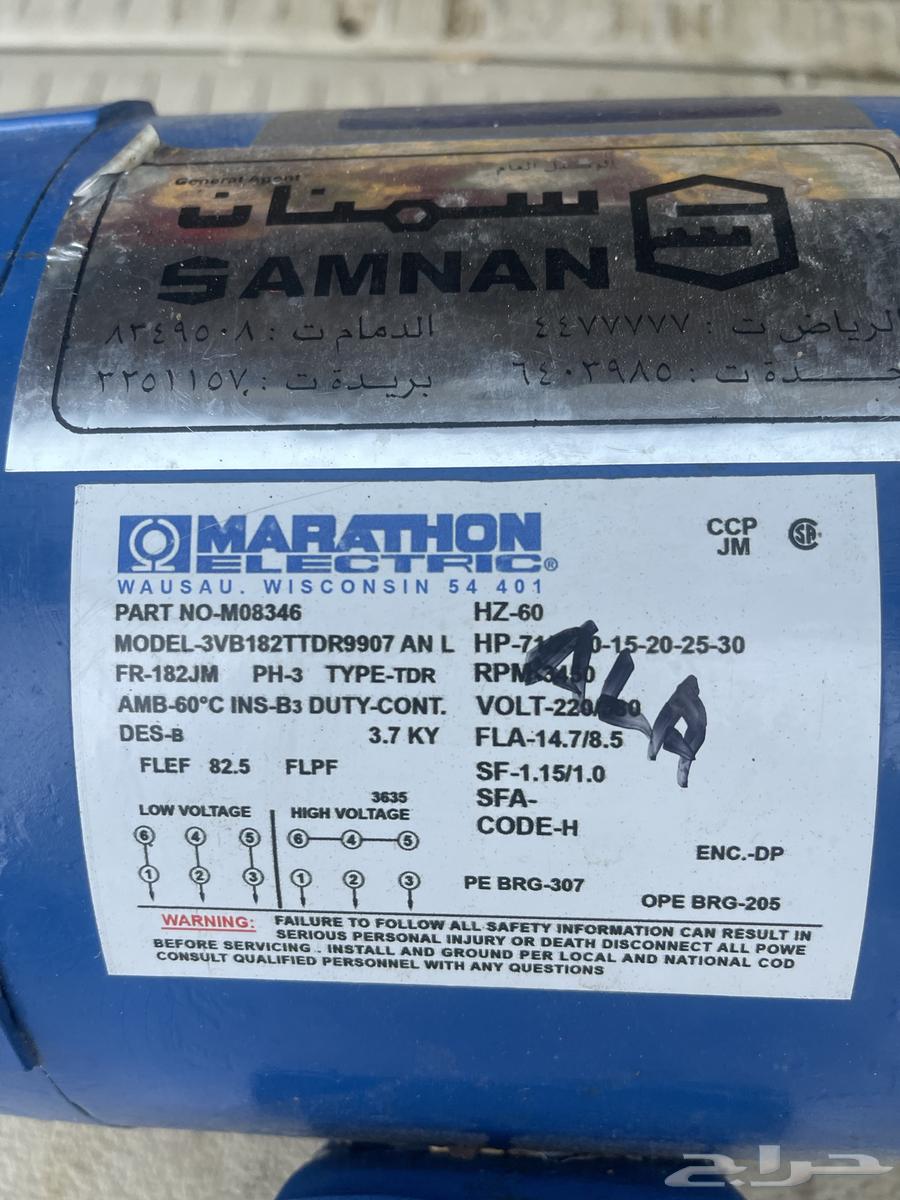 الوكيل العام
General Agent
سمنان
SAMNAN
الرياض ت : ٤٤٧٧٧٧٧ الدمام ت : ٨٣٤٩٥٠٨
جــدة ت : ٦٤٠٣٩٨٥ بريدة ت : ٣٢٥١١٥٧
MARATHON
ELECTRIC®
WAUSAU. WISCONSIN 54 401
CCP
JM
SA
PART NO-M08346
HZ-60
MODEL-3VB182TTDR9907 AN L
-15-20-25-30
FR-182JM PH-3 TYPE-TDR
AMB-60°C INS-B3 DUTY-CONT.
DES-B 3.7 KY
FLA-14.7/8.5
FLEF 82.5 FLPF
SF-1.15/1.0
SFA-
CODE-H
3635
LOW VOLTAGE HIGH VOLTAGE
6 4 5 6 4 5
1 2 3 1 2 3
ENC.-DP
PE BRG-307
OPE BRG-205
WARNING: FAILURE TO FOLLOW ALL SAFETY INFORMATION CAN RESULT IN
SERIOUS PERSONAL INJURY OR DEATH DISCONNECT ALL POWE
BEFORE SERVICING . INSTALL AND GROUND PER LOCAL AND NATIONAL COD
CONSULT QUALIFIED PERSONNEL WITH ANY QUESTIONS
حراج